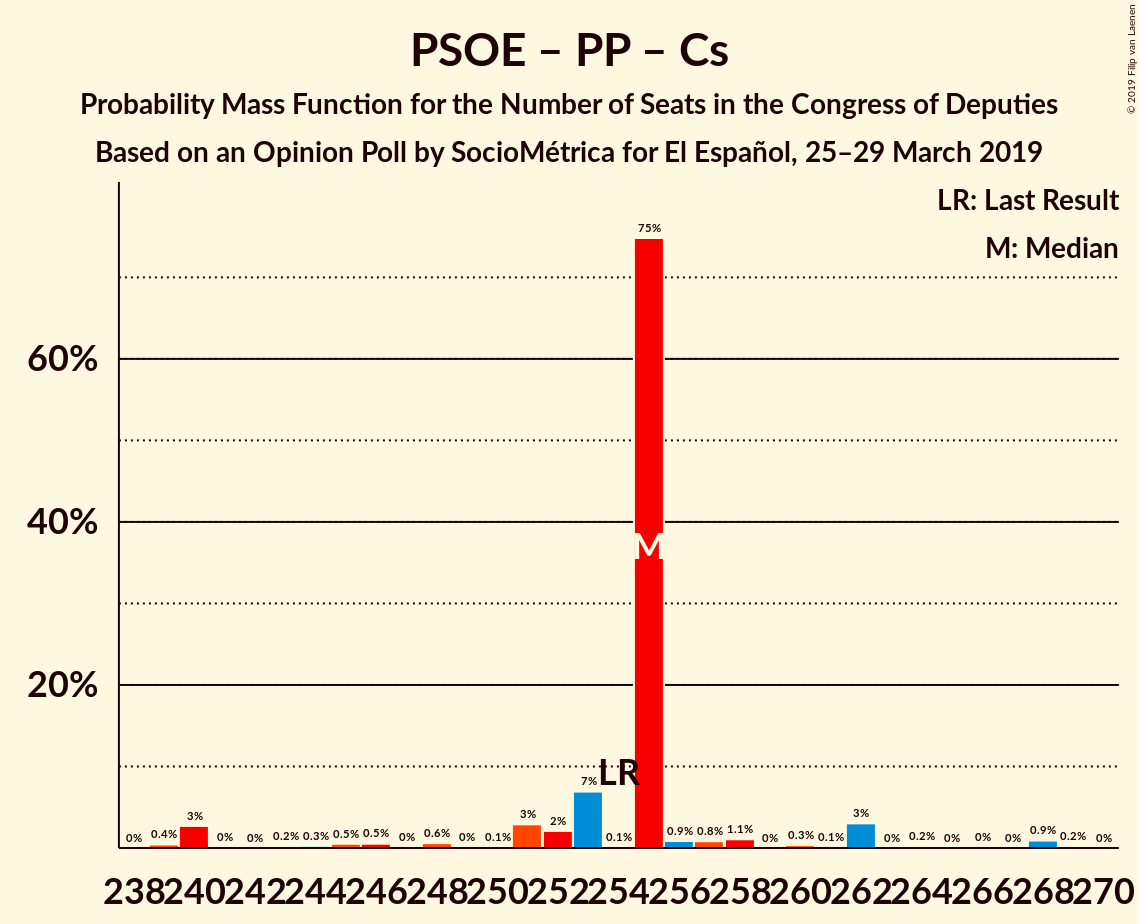 PSOE – PP – Cs
Probability Mass Function for the Number of Seats in the Congress of Deputies
Based on an Opinion Poll by SocioMétrica for El Español, 25–29 March 2019
© 2019 Filip van Laenen
LR: Last Result
M: Median
60%
40%
20%
0% 0.4% 3% 0% 0% 0.2% 0.3% 0.5% 0.5% 0% 0.6% 0% 0.1% 3% 2% 7% 0.1% 75% 0.9% 0.8% 1.1% 0% 0.3% 0.1% 3% 0% 0.2% 0% 0% 0% 0.9% 0.2% 0%
LR
M
238 240 242 244 246 248 250 252 254 256 258 260 262 264 266 268 270